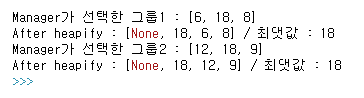 Manager가 선택한 그룹1 : [6, 18, 8]
After heapify : [None, 18, 6, 8] / 최댓값 : 18
Manager가 선택한 그룹2 : [12, 18, 9]
After heapify : [None, 18, 12, 9] / 최댓값 : 18
>>>